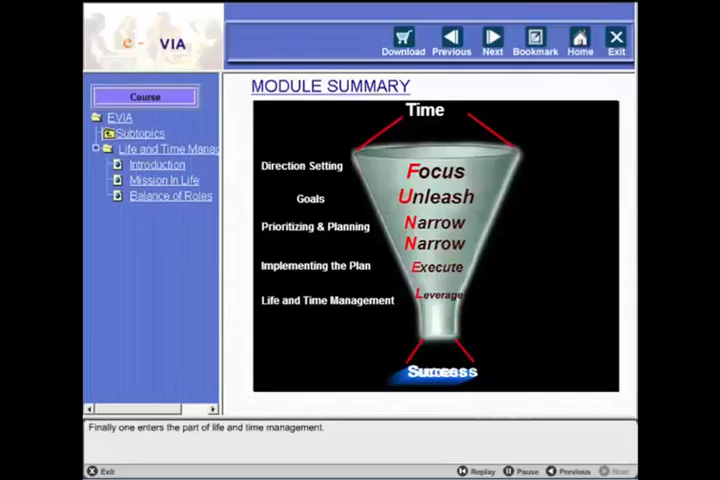 e- VIA
Download Previous Next Bookmark Home Exit
Course
EVIA
Subtopics
Life and Time Manag
Introduction
Mission In Life
Balance of Roles
MODULE SUMMARY
Time
Direction Setting
Focus
Goals
Unleash
Prioritizing & Planning
Narrow
Narrow
Implementing the Plan
Execute
Life and Time Management
Leverage
Success
Finally one enters the part of life and time management.
Exit
Replay Pause Previous Next